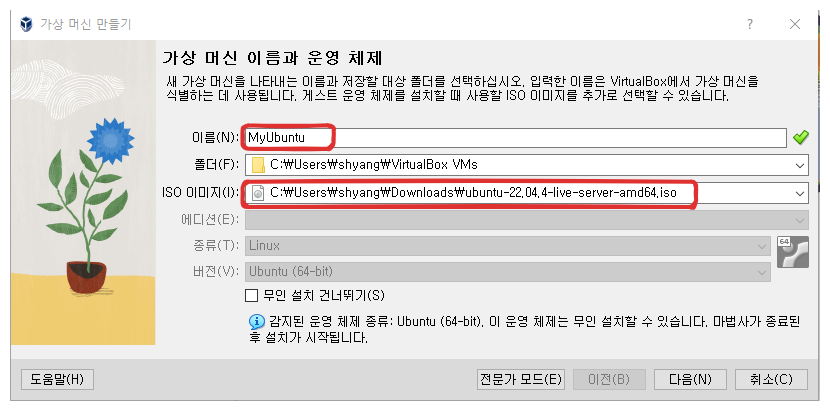 가상 머신 만들기
가상 머신 이름과 운영 체제
새 가상 머신을 나타내는 이름과 저장할 대상 폴더를 선택하십시오. 입력한 이름은 VirtualBox에서 가상 머신을
식별하는 데 사용됩니다. 게스트 운영 체제를 설치할 때 사용할 ISO 이미지를 추가로 선택할 수 있습니다.
이름(N): MyUbuntu
폴더(F): C:₩Users₩shyang₩VirtualBox VMs
ISO 이미지(I): C:₩Users₩shyang₩Downloads₩ubuntu-22.04.4-live-server-amd64.iso
에디션(E):
종류(T): Linux
64
버전(V): Ubuntu (64-bit)
무인 설치 건너뛰기(S)
감지된 운영 체제 종류: Ubuntu (64-bit). 이 운영 체제는 무인 설치할 수 있습니다. 마법사가 종료된
후 설치가 시작됩니다.
도움말(H) 전문가 모드(E) 이전(B) 다음(N) 취소(C)